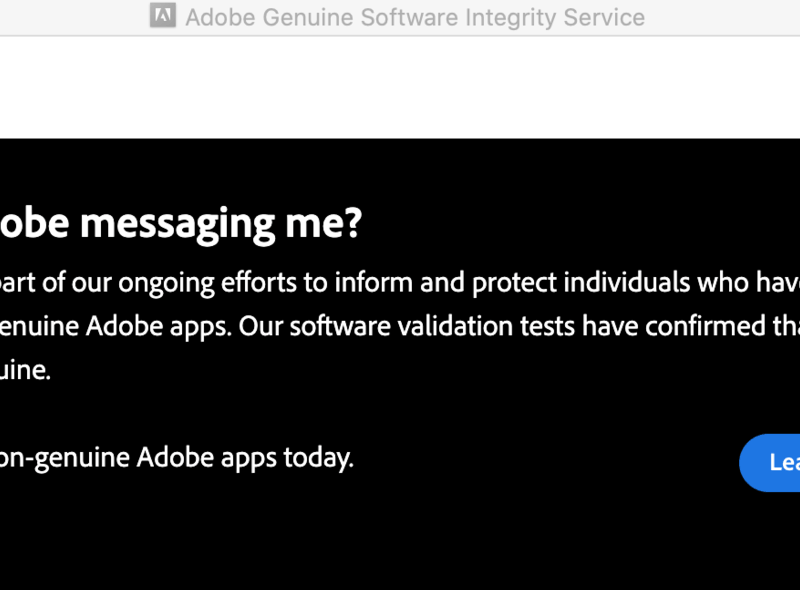 Adobe Genuine Software Integrity Service
obe messaging me?
part of our ongoing efforts to inform and protect individuals who hav
enuine Adobe apps. Our software validation tests have confirmed tha
uine.
on-genuine Adobe apps today.
Lea